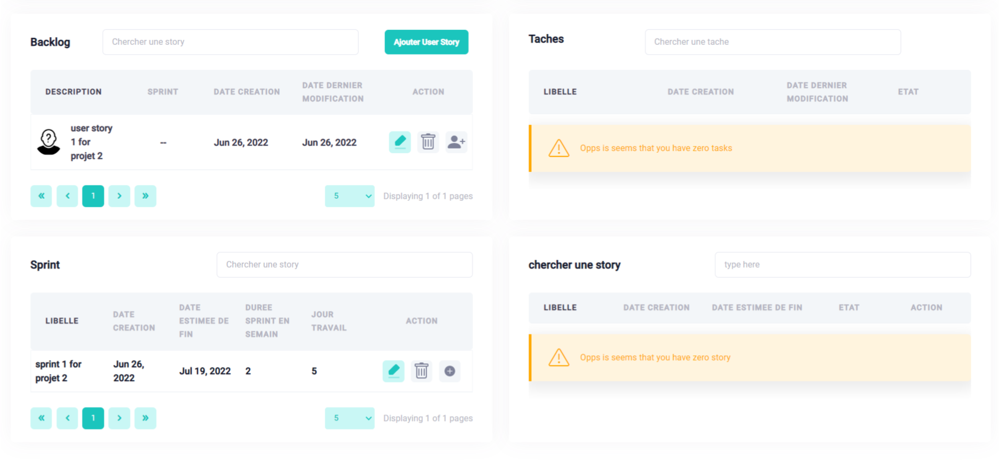 Backlog
Chercher une story
Ajouter User Story
DESCRIPTION
SPRINT
DATE CREATION
DATE DERNIER
MODIFICATION
ACTION
user story
1 for
projet 2
--
Jun 26, 2022
Jun 26, 2022
«
‹
1
›
»
5
Displaying 1 of 1 pages
Taches
Chercher une tache
LIBELLE
DATE CREATION
DATE DERNIER
MODIFICATION
ETAT
Opps is seems that you have zero tasks
Sprint
Chercher une story
LIBELLE
DATE
CREATION
DATE
ESTIMEE DE
FIN
DUREE
SPRINT EN
SEMAIN
JOUR
TRAVAIL
ACTION
sprint 1 for
projet 2
Jun 26,
2022
Jul 19, 2022
2
5
«
‹
1
›
»
5
Displaying 1 of 1 pages
chercher une story
type here
LIBELLE
DATE CREATION
DATE ESTIMEE DE FIN
ETAT
ACTION
Opps is seems that you have zero story